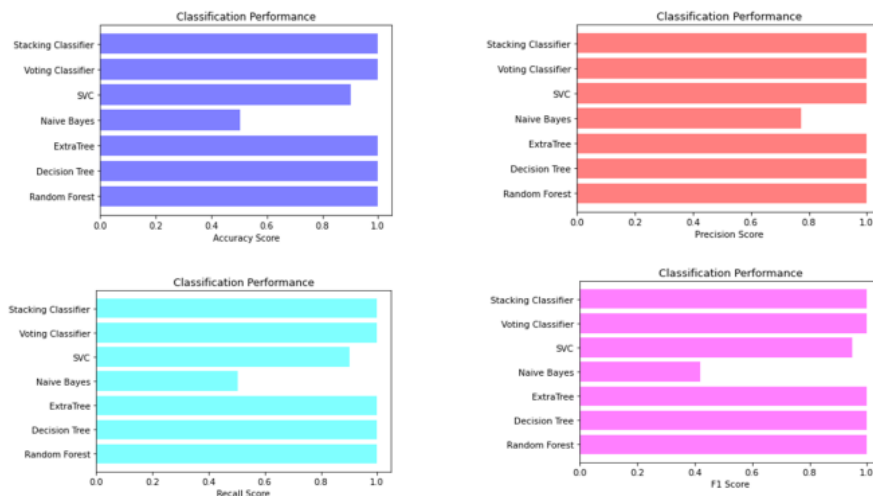 Classification Performance
Stacking Classifier
Voting Classifier
SVC
Naive Bayes
ExtraTree
Decision Tree
Random Forest
0.0 0.2 0.4 0.6 0.8 1.0
Accuracy Score
Classification Performance
Stacking Classifier
Voting Classifier
SVC
Naive Bayes
ExtraTree
Decision Tree
Random Forest
0.0 0.2 0.4 0.6 0.8 1.0
Precision Score
Classification Performance
Stacking Classifier
Voting Classifier
SVC
Naive Bayes
ExtraTree
Decision Tree
Random Forest
0.0 0.2 0.4 0.6 0.8 1.0
Recall Score
Classification Performance
Stacking Classifier
Voting Classifier
SVC
Naive Bayes
ExtraTree
Decision Tree
Random Forest
0.0 0.2 0.4 0.6 0.8 1.0
F1 Score